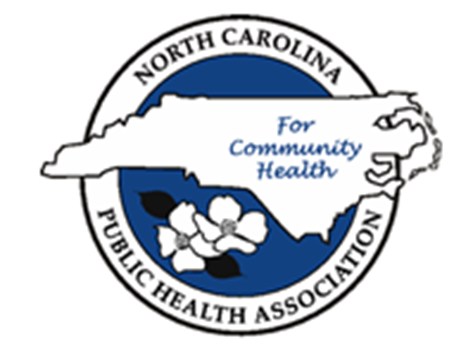 NORTH CAROLINA
For
Community
Health
PUBLIC HEALTH ASSOCIATION